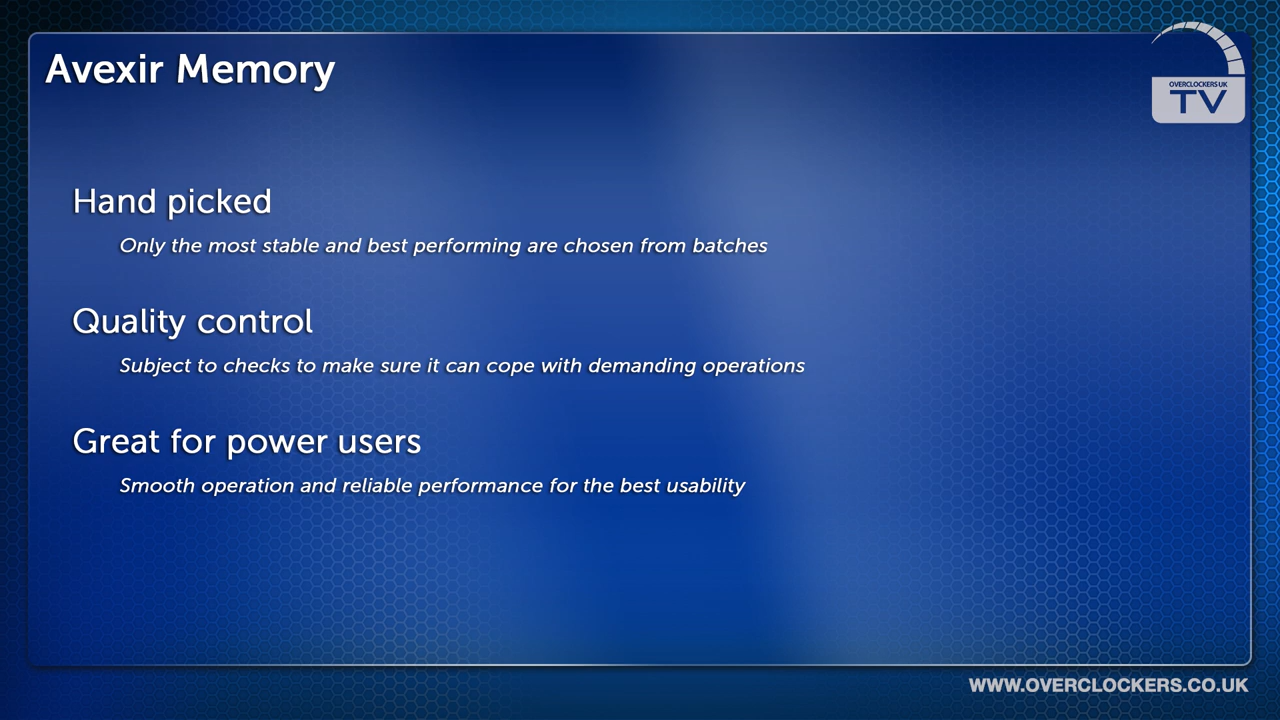 Avexir Memory
OVERCLOCKERS UK
TV
Hand picked
Only the most stable and best performing are chosen from batches
Quality control
Subject to checks to make sure it can cope with demanding operations
Great for power users
Smooth operation and reliable performance for the best usability
WWW.OVERCLOCKERS.CO.UK